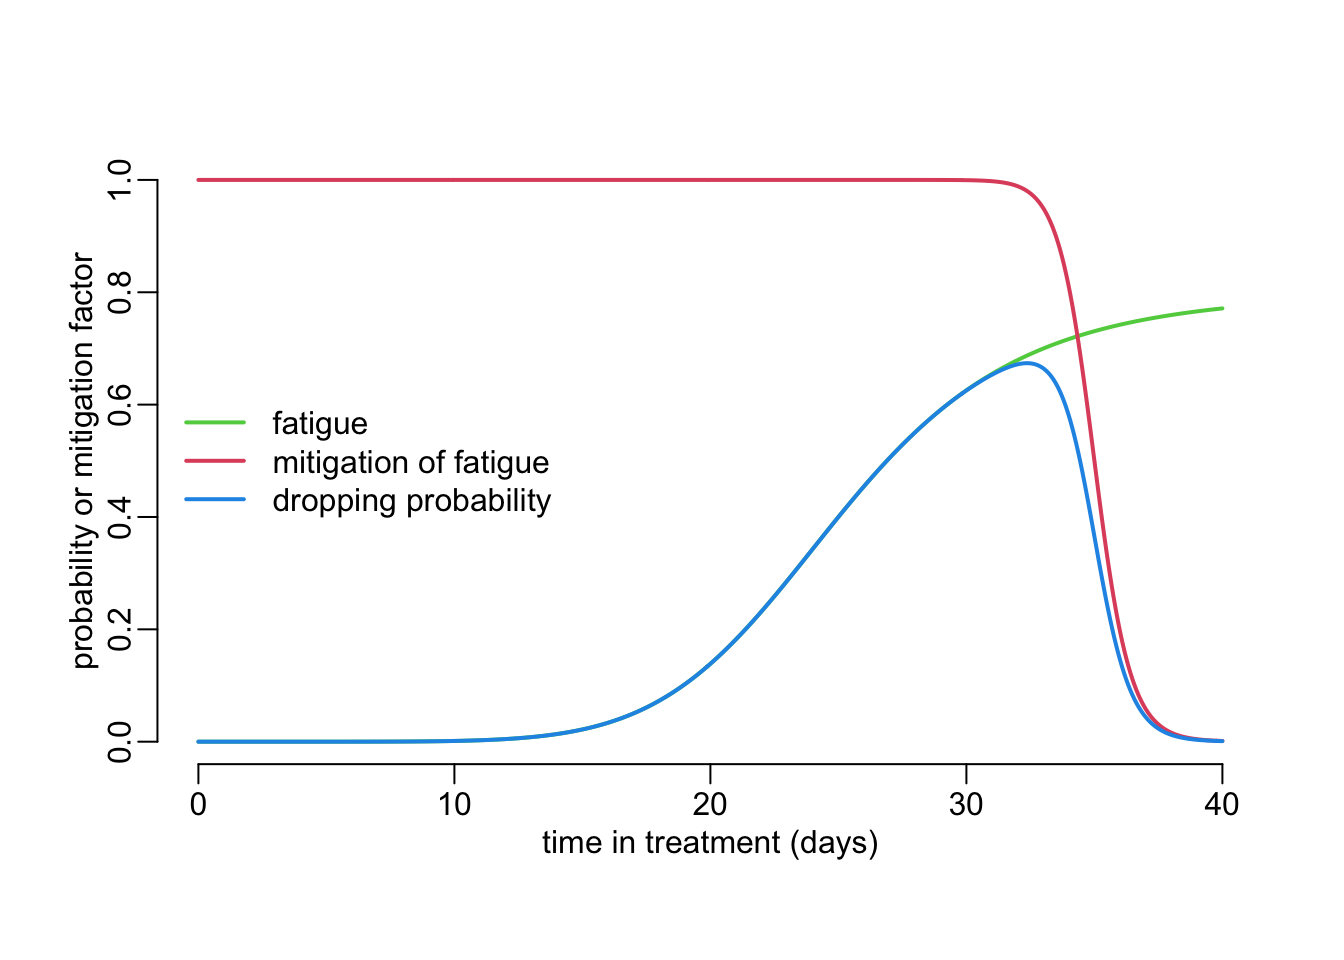 probability or mitigation factor
1.0
0.8
0.6
0.4
0.2
0.0
fatigue
mitigation of fatigue
dropping probability
0 10 20 30 40
time in treatment (days)